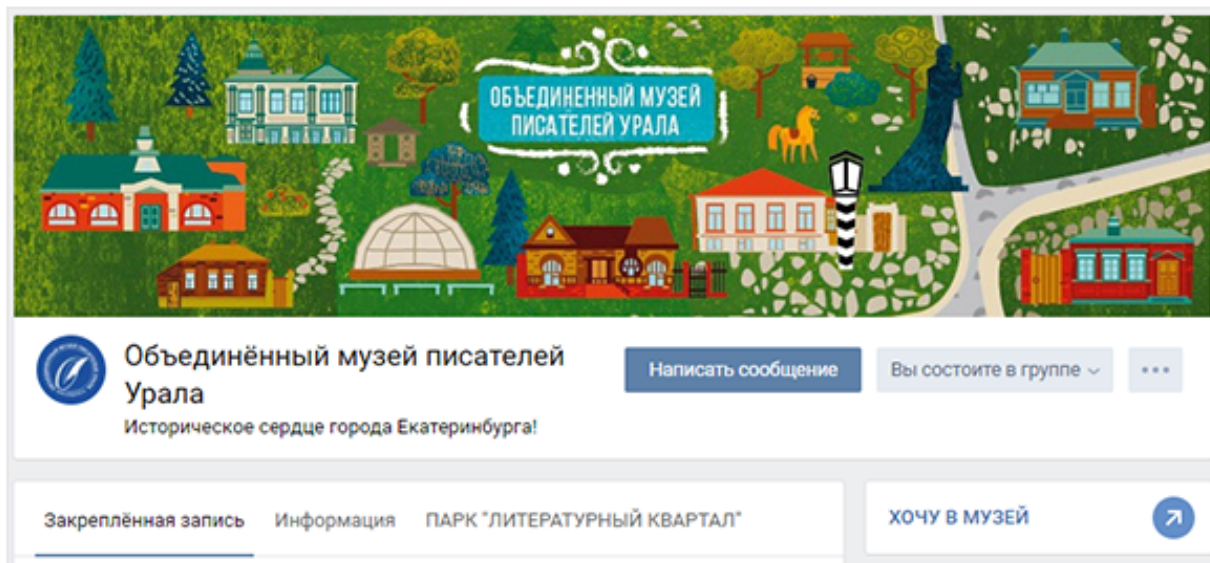 ОБЪЕДИНЕННЫЙ МУЗЕЙ
ПИСАТЕЛЕЙ УРАЛА
Объединённый музей писателей
Урала
Историческое сердце города Екатеринбурга!
Написать сообщение
Вы состоите в группе
Закреплённая запись
Информация
ПАРК "ЛИТЕРАТУРНЫЙ КВАРТАЛ"
ХОЧУ В МУЗЕЙ